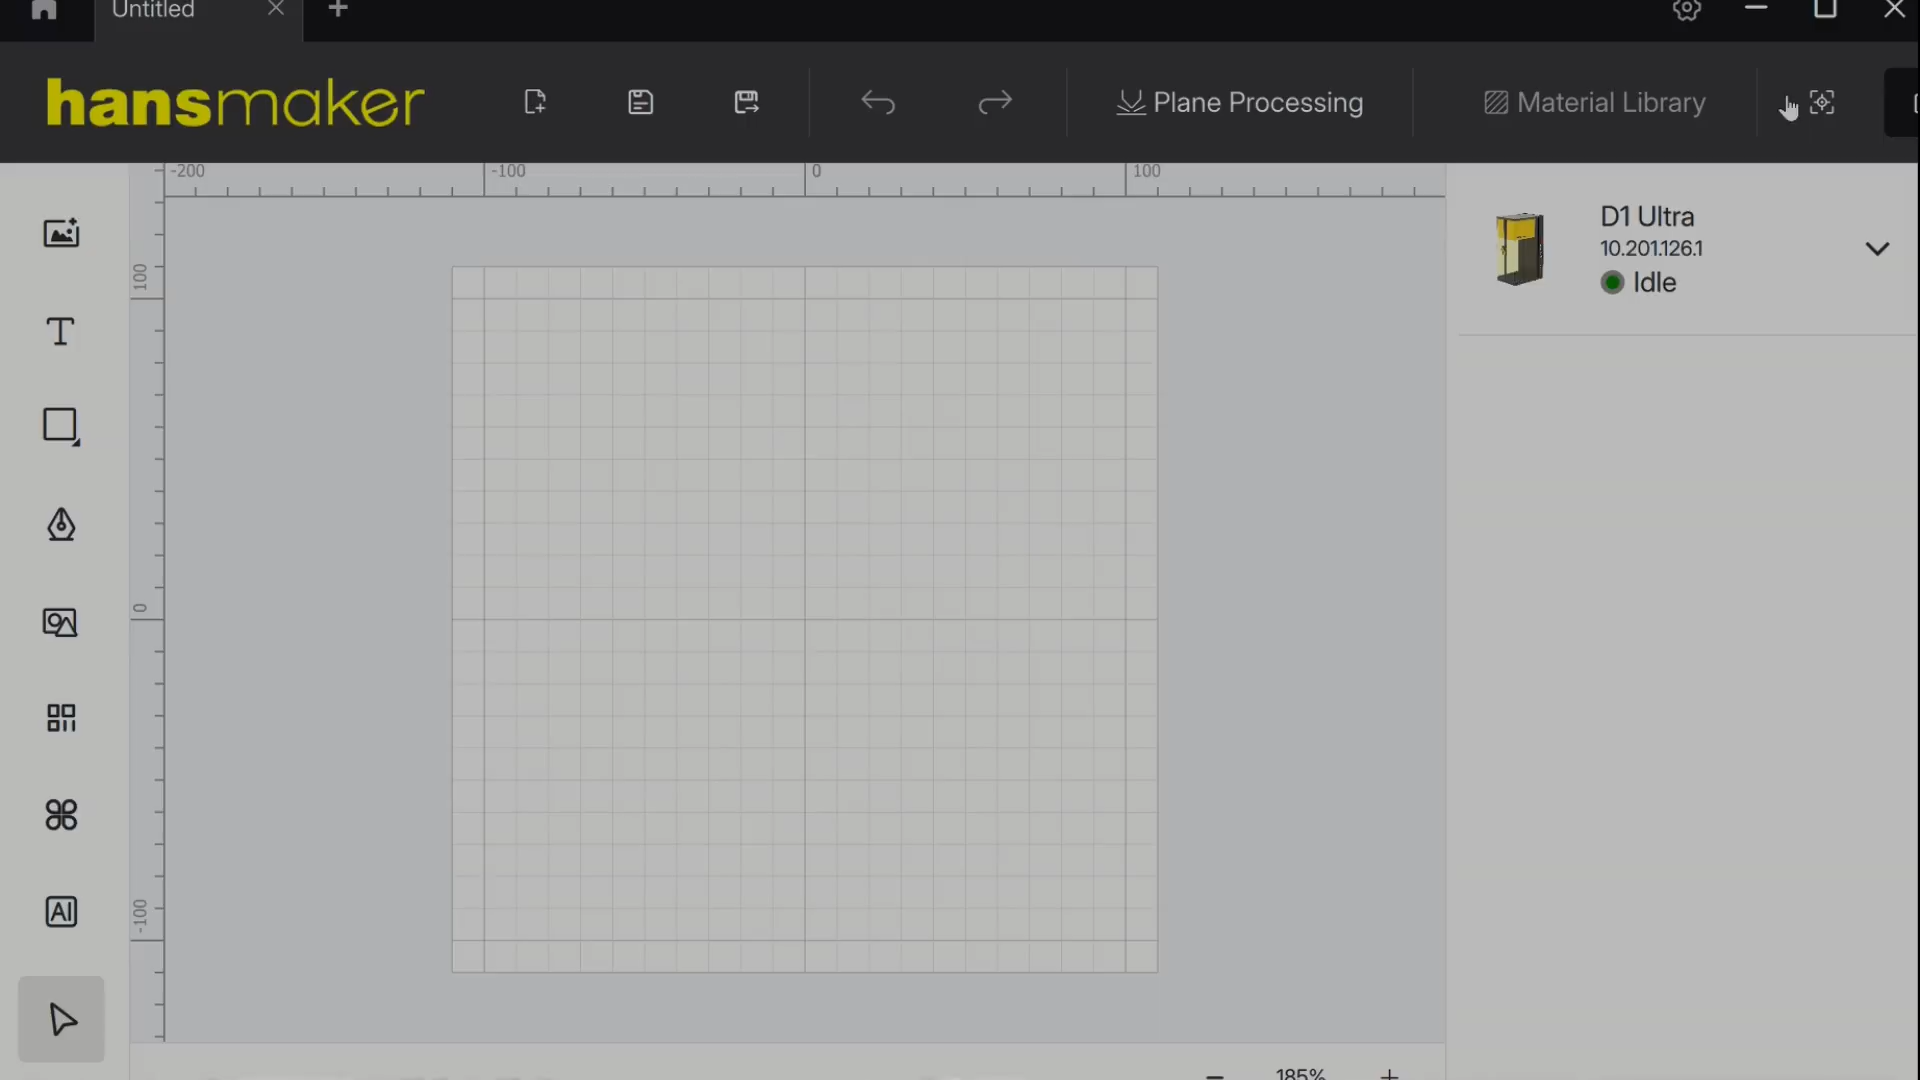 Untitled
hansmaker
Plane Processing
Material Library
-200
-100
0
100
D1 Ultra
10.201.126.1
Idle
100
0
-100
T
AI
185%